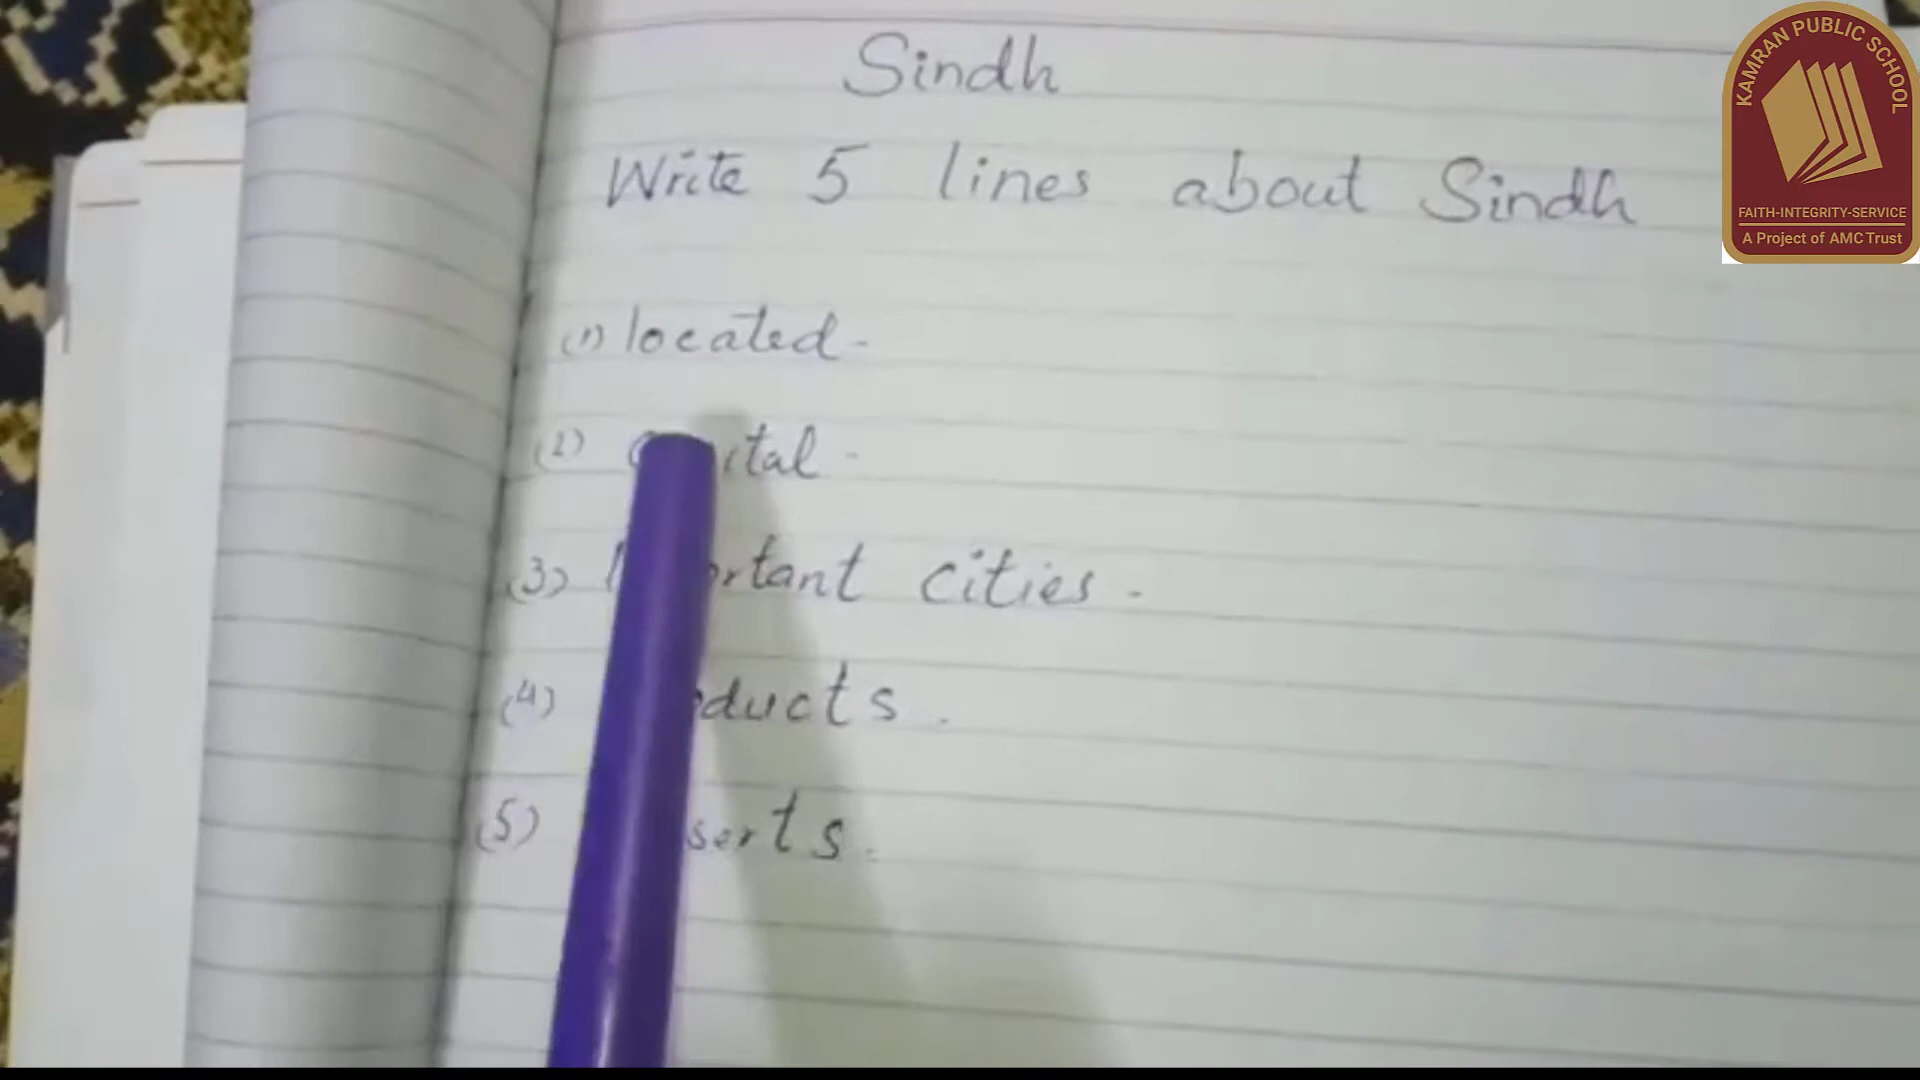 Sindh
Write 5 lines about Sindh
(1) located.
(2) 
(3) cities.
(4) 
(5) 
KAMRAN PUBLIC SCHOOL
FAITH-INTEGRITY-SERVICE
A Project of AMC Trust